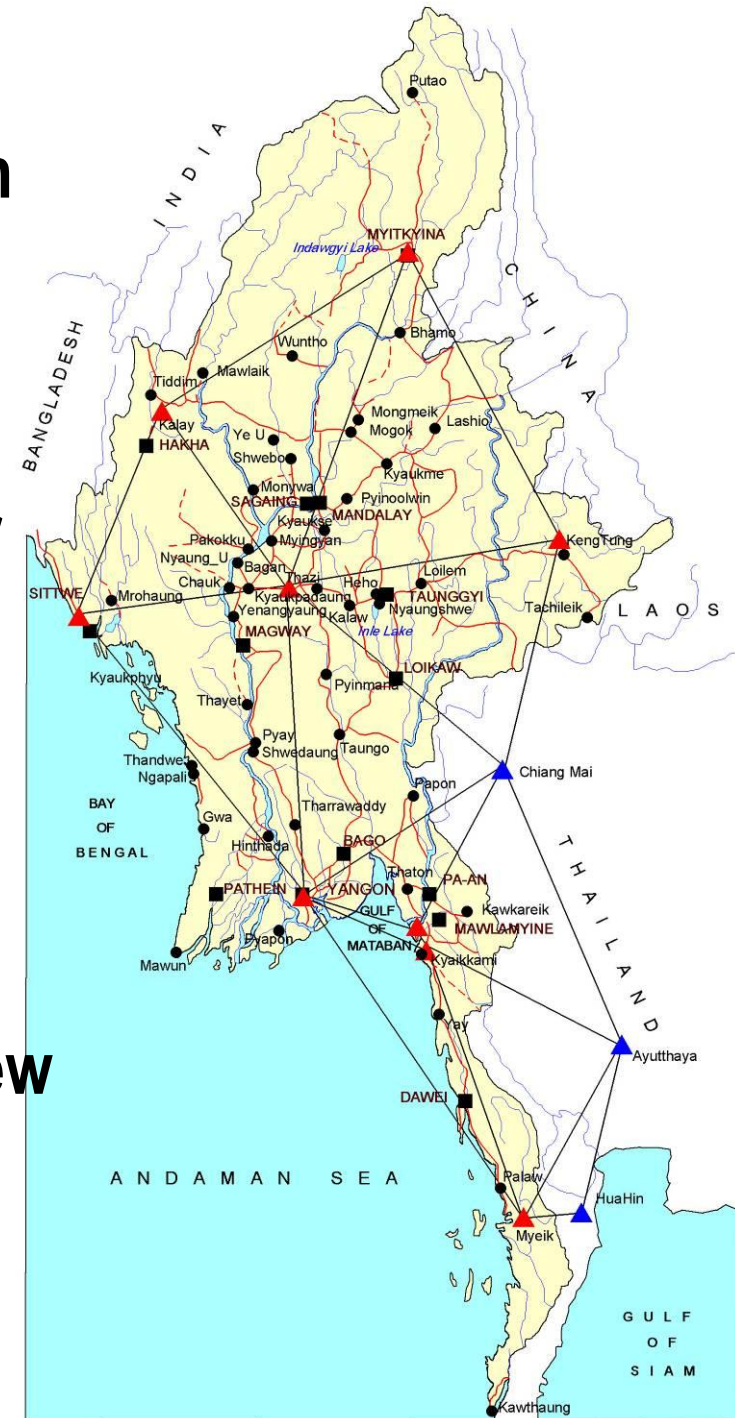 Putao
INDIA
MYITKYINA
Indawgyi Lake
CHINA
Bhamo
Wuntho
BANGLADESH
Mawlaik
Tiddim
Kalay
HAKHA
Mongmeik
Mogok
Lashio
Ye U
Shwebo
Kyaukme
Monywa
Pyinoolwin
SAGAING
MANDALAY
Kyaukse
Pakokku
Myingyan
KengTung
Nyaung_U
Bagan
Thazi
Heho
Loilem
SITTWE
Mrohaung
Chauk
Kyaukpadaung
TAUNGGYI
Yenangyaung
Kalaw
Nyaungshwe
Tachileik
LAOS
MAGWAY
Inle Lake
LOIKAW
Kyaukphyu
Pyinmana
Thayet
Pyay
Taungo
Shwedaung
Thandwe
Ngapali
Chiang Mai
Papon
BAY
OF
BENGAL
Gwa
Tharrawaddy
Hinthada
BAGO
THAILAND
PATHEIN
YANGON
Thaton
PA-AN
GULF
OF
MATABAN
Kawkareik
MAWLAMYINE
Pyapon
Mawun
Kyaikkami
Yay
ew
Ayutthaya
DAWEI
ANDAMAN SEA
Palaw
HuaHin
Myeik
GULF
OF
SIAM
Kawthaung